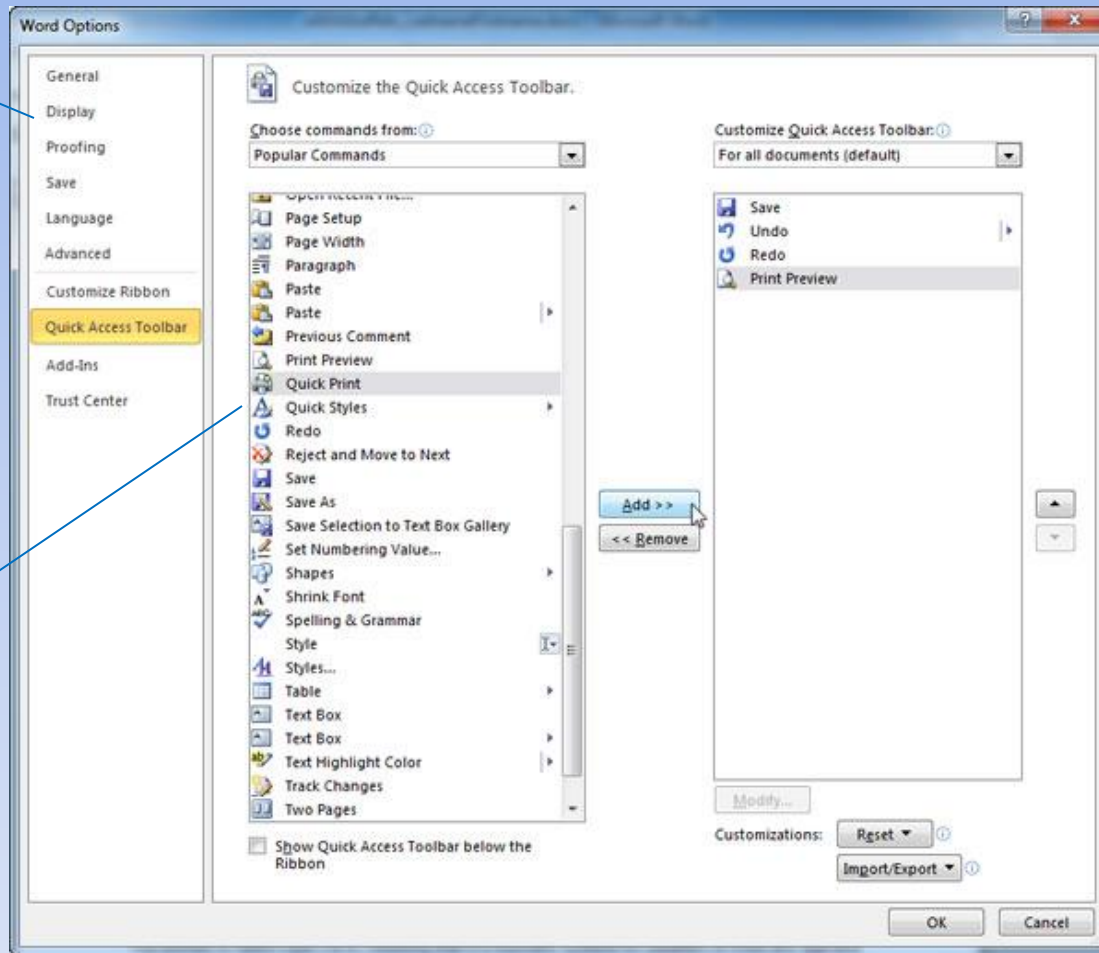 Word Options
General
Display
Proofing
Save
Language
Advanced
Customize Ribbon
Quick Access Toolbar
Add-Ins
Trust Center
Customize the Quick Access Toolbar.
Choose commands from:
Popular Commands
Page Setup
Page Width
Paragraph
Paste
Paste
Previous Comment
Print Preview
Quick Print
Quick Styles
Redo
Reject and Move to Next
Save
Save As
Save Selection to Text Box Gallery
Set Numbering Value...
Shapes
Shrink Font
Spelling & Grammar
Style
Styles...
Table
Text Box
Text Box
Text Highlight Color
Track Changes
Two Pages
Show Quick Access Toolbar below the
Ribbon
Add >>
<< Remove
Customize Quick Access Toolbar:
For all documents (default)
Save
Undo
Redo
Print Preview
Modify...
Customizations:
Reset
Import/Export
OK
Cancel